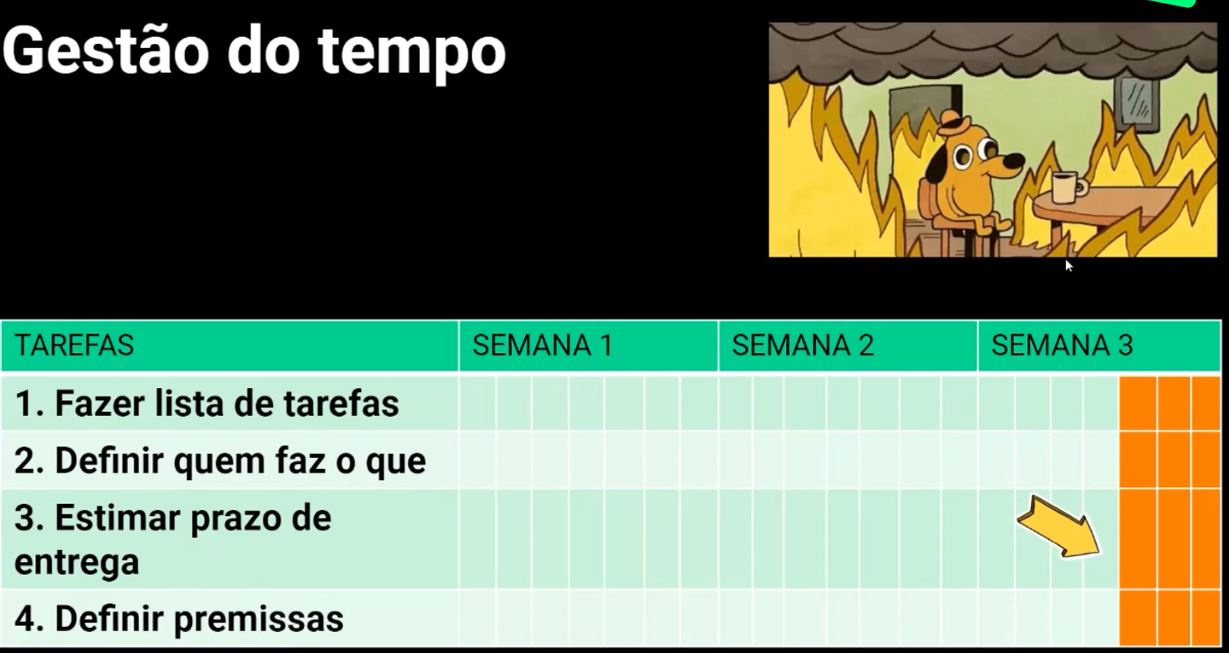 Gestão do tempo
TAREFAS
SEMANA 1
SEMANA 2
SEMANA 3
1. Fazer lista de tarefas
2. Definir quem faz o que
3. Estimar prazo de
entrega
4. Definir premissas